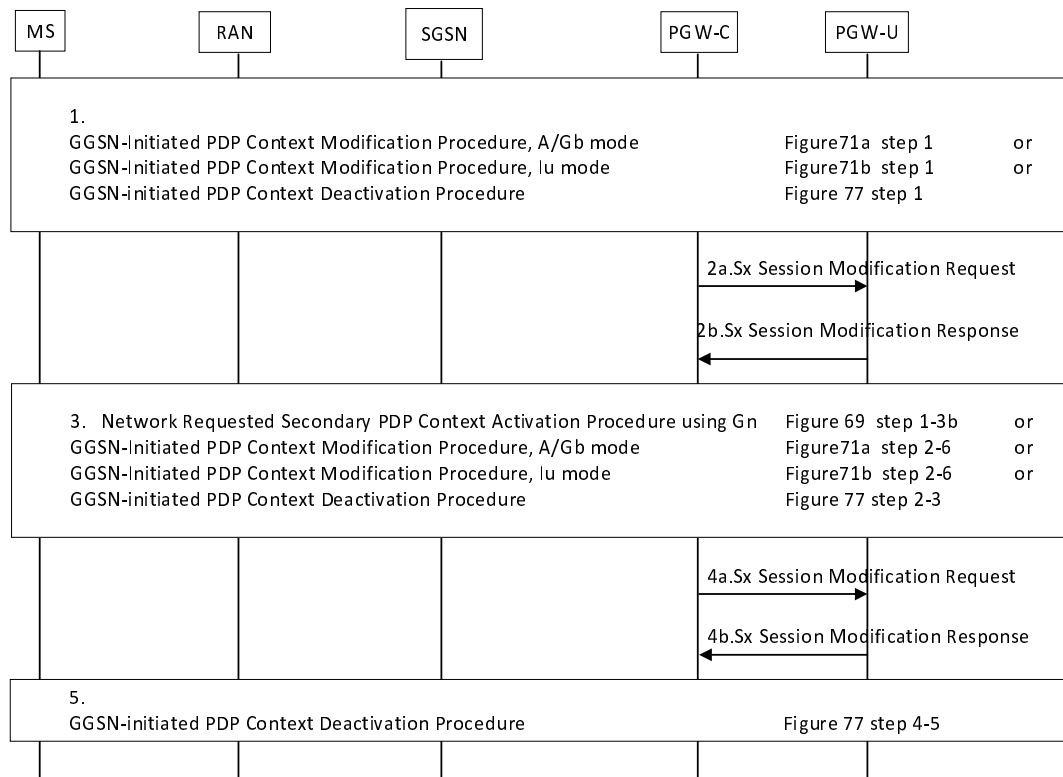 MS RAN SGSN PGW-C PGW-U
1.
GGSN-Initiated PDP Context Modification Procedure, A/Gb mode Figure71a step 1 or
GGSN-Initiated PDP Context Modification Procedure, Iu mode Figure71b step 1 or
GGSN-initiated PDP Context Deactivation Procedure Figure 77 step 1
2a.Sx Session Modification Request
2b.Sx Session Modification Response
3. Network Requested Secondary PDP Context Activation Procedure using Gn Figure 69 step 1-3b or
GGSN-Initiated PDP Context Modification Procedure, A/Gb mode Figure71a step 2-6 or
GGSN-Initiated PDP Context Modification Procedure, Iu mode Figure71b step 2-6 or
GGSN-initiated PDP Context Deactivation Procedure Figure 77 step 2-3
4a.Sx Session Modification Request
4b.Sx Session Modification Response
5.
GGSN-initiated PDP Context Deactivation Procedure Figure 77 step 4-5